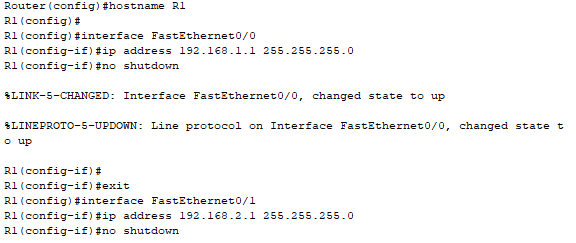 Router(config)#hostname R1
R1(config)#
R1(config)#interface FastEthernet0/0
R1(config-if)#ip address 192.168.1.1 255.255.255.0
R1(config-if)#no shutdown
%LINK-5-CHANGED: Interface FastEthernet0/0, changed state to up
%LINEPROTO-5-UPDOWN: Line protocol on Interface FastEthernet0/0, changed state t
o up
R1(config-if)#
R1(config-if)#exit
R1(config)#interface FastEthernet0/1
R1(config-if)#ip address 192.168.2.1 255.255.255.0
R1(config-if)#no shutdown